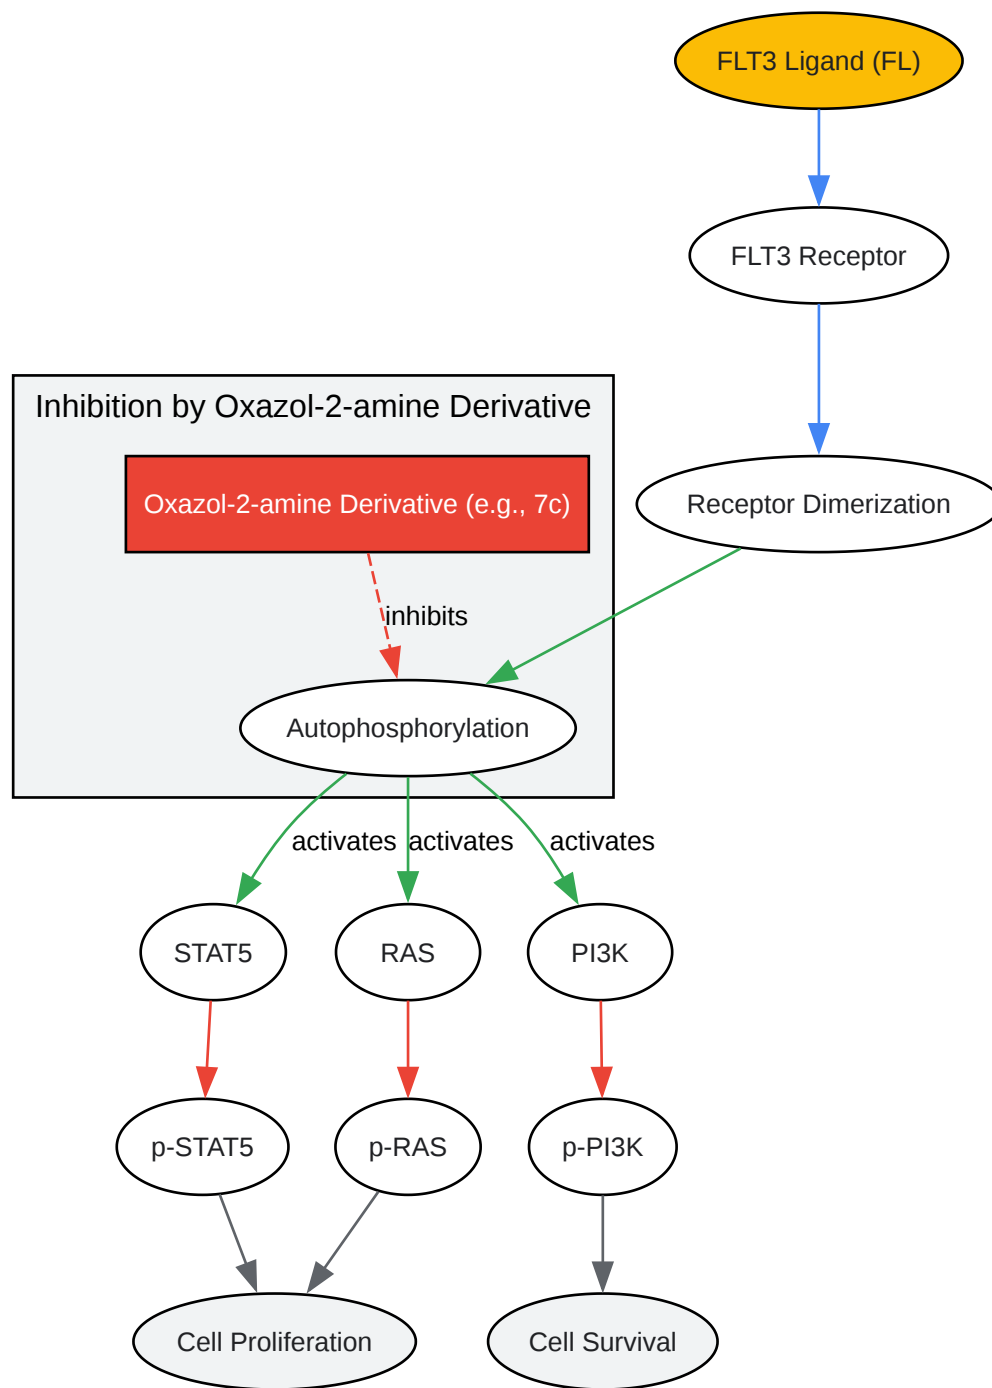 FLT3 Ligand (FL)
FLT3 Receptor
Inhibition by Oxazol-2-amine Derivative
Oxazol-2-amine Derivative (e.g., 7c)
Receptor Dimerization
inhibits
Autophosphorylation
activates
activates
activates
STAT5
RAS
PI3K
p-STAT5
p-RAS
p-PI3K
Cell Proliferation
Cell Survival